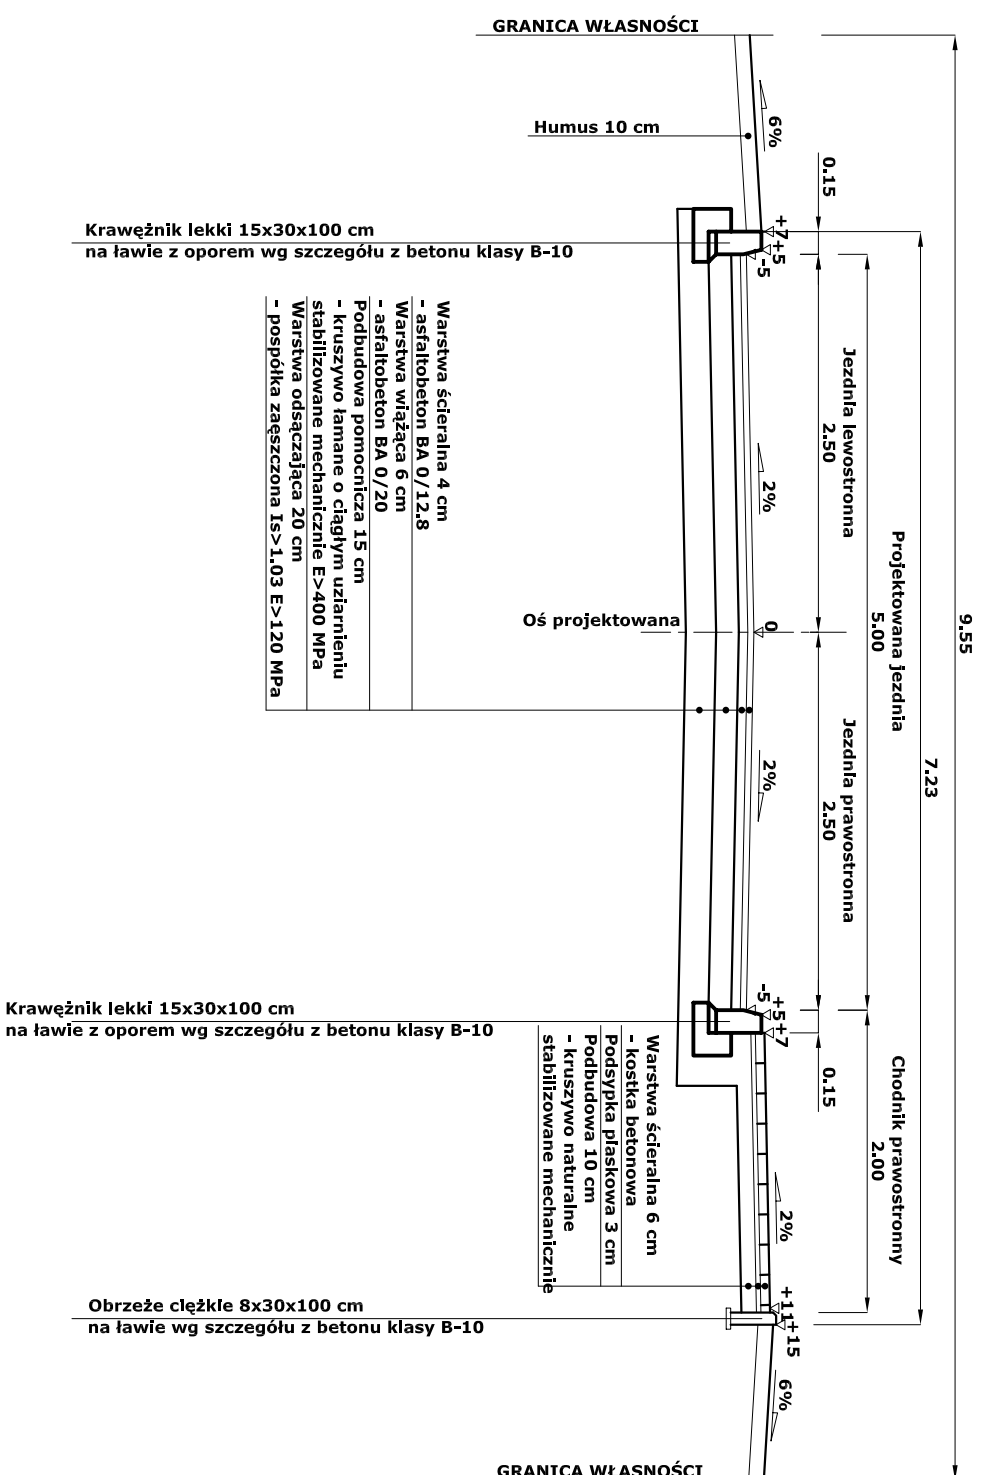 GRANICA WŁASNOŚCI
6%
Humus 10 cm
0.15
+7
+5
-5
Krawężnik lekki 15x30x100 cm
na ławie z oporem wg szczegółu z betonu klasy B-10
Warstwa ścieralna 4 cm
- asfaltobeton BA 0/12.8
Warstwa wiążąca 6 cm
- asfaltobeton BA 0/20
Podbudowa pomocnicza 15 cm
- kruszywo łamane o ciągłym uziarnieniu
stabilizowane mechanicznie E>400 MPa
Warstwa odsączająca 20 cm
- pospółka zaęszczona Is>1.03 E>120 MPa
Jezdnia lewostronna
2.50
2%
Projektowana jezdnia
5.00
9.55
Oś projektowana
0
7.23
Jezdnia prawostronna
2.50
2%
-5
+5
+7
0.15
Krawężnik lekki 15x30x100 cm
na ławie z oporem wg szczegółu z betonu klasy B-10
Warstwa ścieralna 6 cm
- kostka betonowa
Podsypka piaskowa 3 cm
Podbudowa 10 cm
- kruszywo naturalne
stabilizowane mechanicznie
Chodnik prawostronny
2.00
2%
+11
+15
Obrzeże ciężkie 8x30x100 cm
na ławie wg szczegółu z betonu klasy B-10
6%
GRANICA WŁASNOŚCI